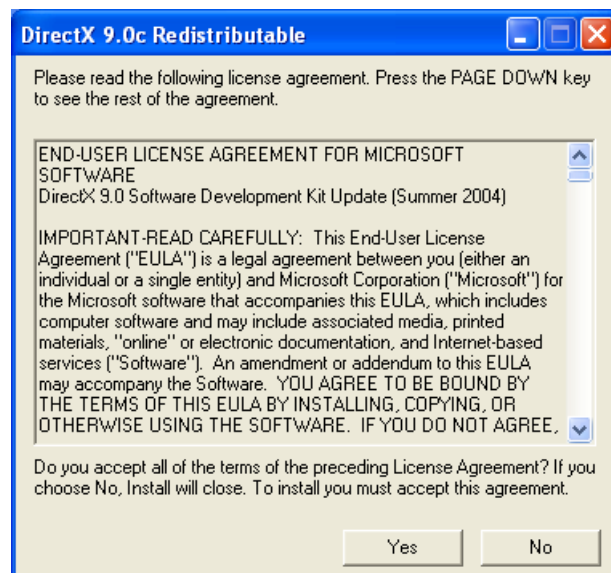 DirectX 9.0c Redistributable
Please read the following license agreement. Press the PAGE DOWN key
to see the rest of the agreement.
END-USER LICENSE AGREEMENT FOR MICROSOFT
SOFTWARE
DirectX 9.0 Software Development Kit Update (Summer 2004)
IMPORTANT-READ CAREFULLY:  This End-User License
Agreement ("EULA") is a legal agreement between you (either an
individual or a single entity) and Microsoft Corporation ("Microsoft") for
the Microsoft software that accompanies this EULA, which includes
computer software and may include associated media, printed
materials, "online" or electronic documentation, and Internet-based
services ("Software").  An amendment or addendum to this EULA
may accompany the Software.  YOU AGREE TO BE BOUND BY
THE TERMS OF THIS EULA BY INSTALLING, COPYING, OR
OTHERWISE USING THE SOFTWARE.  IF YOU DO NOT AGREE,
Do you accept all of the terms of the preceding License Agreement? If you
choose No, Install will close. To install you must accept this agreement.
Yes
No